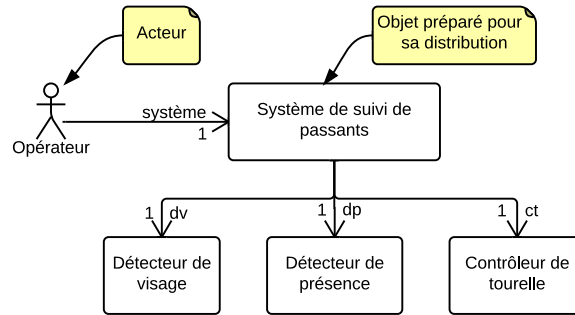 Acteur
Objet préparé pour
sa distribution
Opérateur
système
1
Système de suivi de
passants
1 dv
1 dp
1 ct
Détecteur de
visage
Détecteur de
présence
Contrôleur de
tourelle